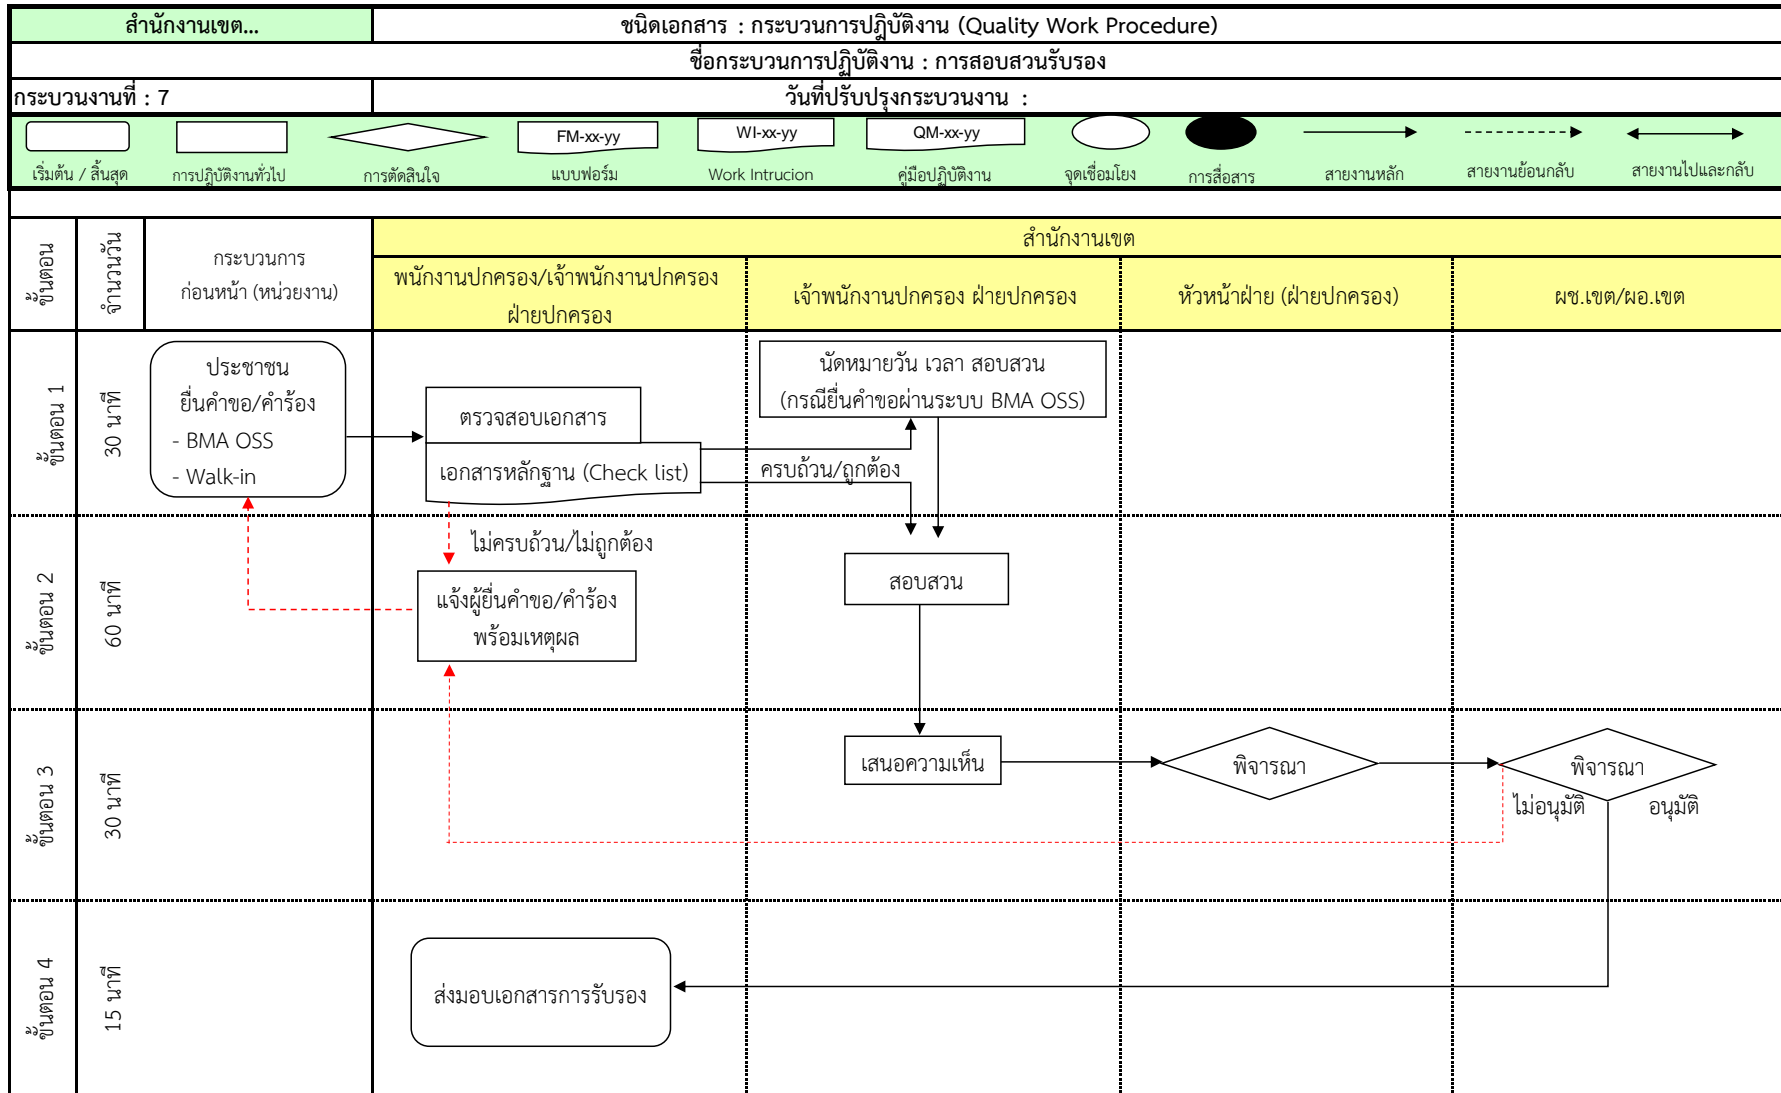 สำนักงานเขต...
ชนิดเอกสาร : กระบวนการปฏิบัติงาน (Quality Work Procedure)
ชื่อกระบวนการปฏิบัติงาน : การสอบสวนรับรอง
กระบวนงานที่ : 7
วันที่ปรับปรุงกระบวนงาน :
FM-xx-yy
WI-xx-yy
QM-xx-yy
เริ่มต้น / สิ้นสุด
การปฏิบัติงานทั่วไป
การตัดสินใจ
แบบฟอร์ม
Work Intrucion
คู่มือปฏิบัติงาน
จุดเชื่อมโยง
การสื่อสาร
สายงานหลัก
สายงานย้อนกลับ
สายงานไปและกลับ
ขั้นตอน
จำนวนวัน
กระบวนการ
ก่อนหน้า (หน่วยงาน)
สำนักงานเขต
พนักงานปกครอง/เจ้าพนักงานปกครอง
ฝ่ายปกครอง
เจ้าพนักงานปกครอง ฝ่ายปกครอง
หัวหน้าฝ่าย (ฝ่ายปกครอง)
ผช.เขต/ผอ.เขต
ขั้นตอน 1
30 นาที
ประชาชน
ยื่นคำขอ/คำร้อง
- BMA OSS
- Walk-in
ตรวจสอบเอกสาร
เอกสารหลักฐาน (Check list)
นัดหมายวัน เวลา สอบสวน
(กรณียื่นคำขอผ่านระบบ BMA OSS)
ครบถ้วน/ถูกต้อง
ขั้นตอน 2
60 นาที
ไม่ครบถ้วน/ไม่ถูกต้อง
แจ้งผู้ยื่นคำขอ/คำร้อง
พร้อมเหตุผล
สอบสวน
ขั้นตอน 3
30 นาที
เสนอความเห็น
พิจารณา
พิจารณา
ไม่อนุมัติ
อนุมัติ
ขั้นตอน 4
15 นาที
ส่งมอบเอกสารการรับรอง